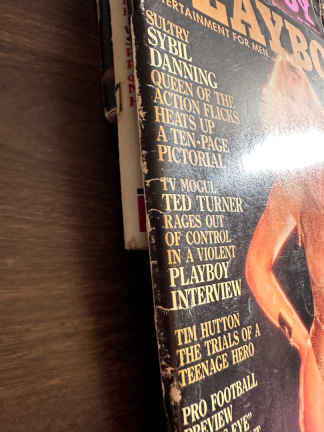 ENTERTAINMENT FOR MEN
PLAYBO
SULTRY
SYBIL
DANNING
QUEEN OF THE
ACTION FLICKS
HEATS UP
A TEN-PAGE
PICTORIAL
TV MOGUL
TED TURNER
RAGES OUT
OF CONTROL
IN A VIOLENT
PLAYBOY
INTERVIEW
TIM HUTTON
THE TRIALS OF A
TEENAGE HERO
PRO FOOTBALL
PREVIEW
EYE"